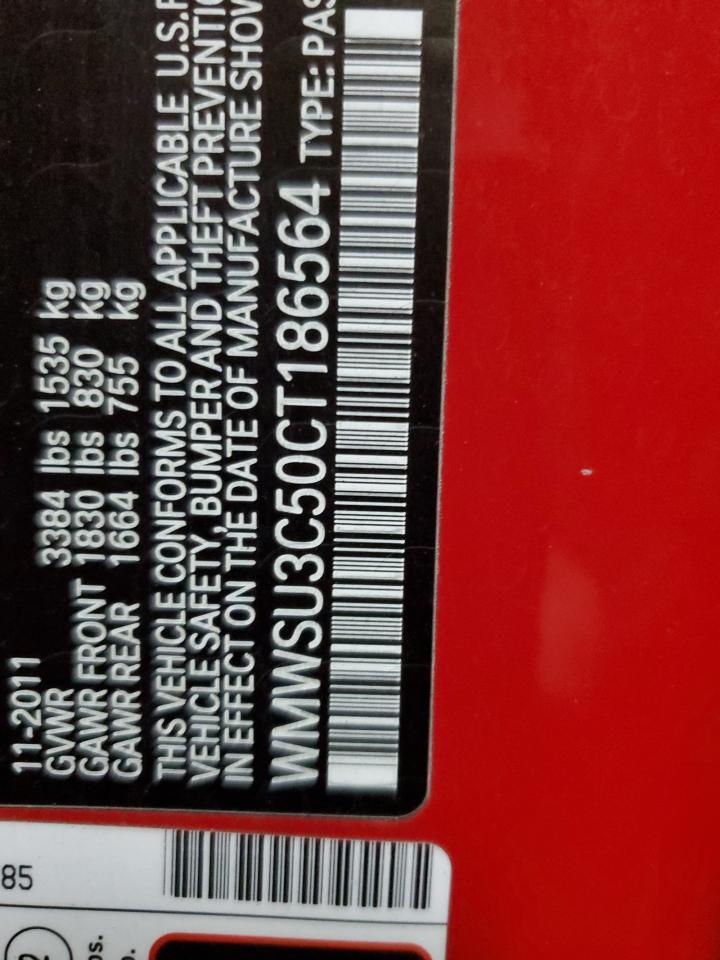 11-2011
GVWR 3384 lbs 1535 kg
GAWR FRONT 1830 lbs 830 kg
GAWR REAR 1664 lbs 755 kg
THIS VEHICLE CONFORMS TO ALL APPLICABLE U.S.F
VEHICLE SAFETY, BUMPER AND THEFT PREVENTIO
IN EFFECT ON THE DATE OF MANUFACTURE SHOW
WMWSU3C50CT186564 TYPE: PAS
85